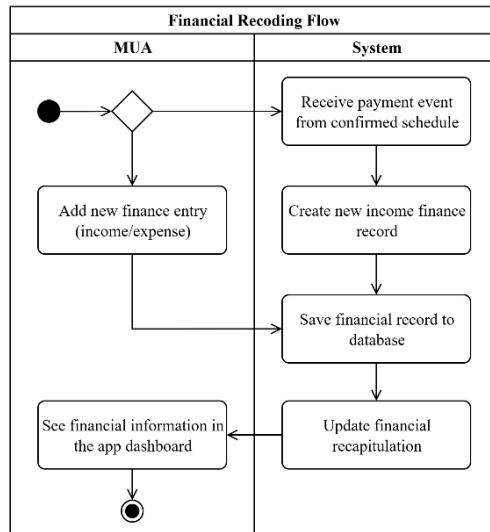 Financial Recoding Flow
MUA
System
Receive payment event
from confirmed schedule
Add new finance entry
(income/expense)
Create new income finance
record
Save financial record to
database
See financial information in
the app dashboard
Update financial
recapitulation